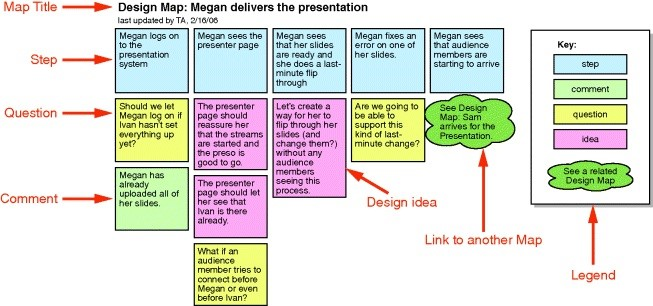 Map Title
Design Map: Megan delivers the presentation
last updated by TA, 2/16/06
Step
Megan logs on
to the
presentation
system
Megan sees the
presenter page
Megan sees
that her slides
are ready and
she does a last-
minute flip
through
Megan fixes an
error on one of
her slides.
Megan sees
that audience
members are
starting to arrive
Question
Should we let
Megan log on if
Ivan hasn't set
everything up
yet?
The presenter
page should
reassure her
that the streams
are started and
the preso is
good to go.
Let's create a
way for her to
flip through her
slides (and
change them?)
without any
audience
members
seeing this
process.
Are we going to
be able to
support this
kind of last-
minute change?
See Design
Map: Sam
arrives for the
Presentation.
Comment
Megan has
already
uploaded all of
her slides.
The presenter
page should let
her see that
Ivan is there
already.
What if an
audience
member tries to
connect before
Megan or even
before Ivan?
Design idea
Link to another Map
Key:
step
comment
question
idea
See a related
Design Map
Legend